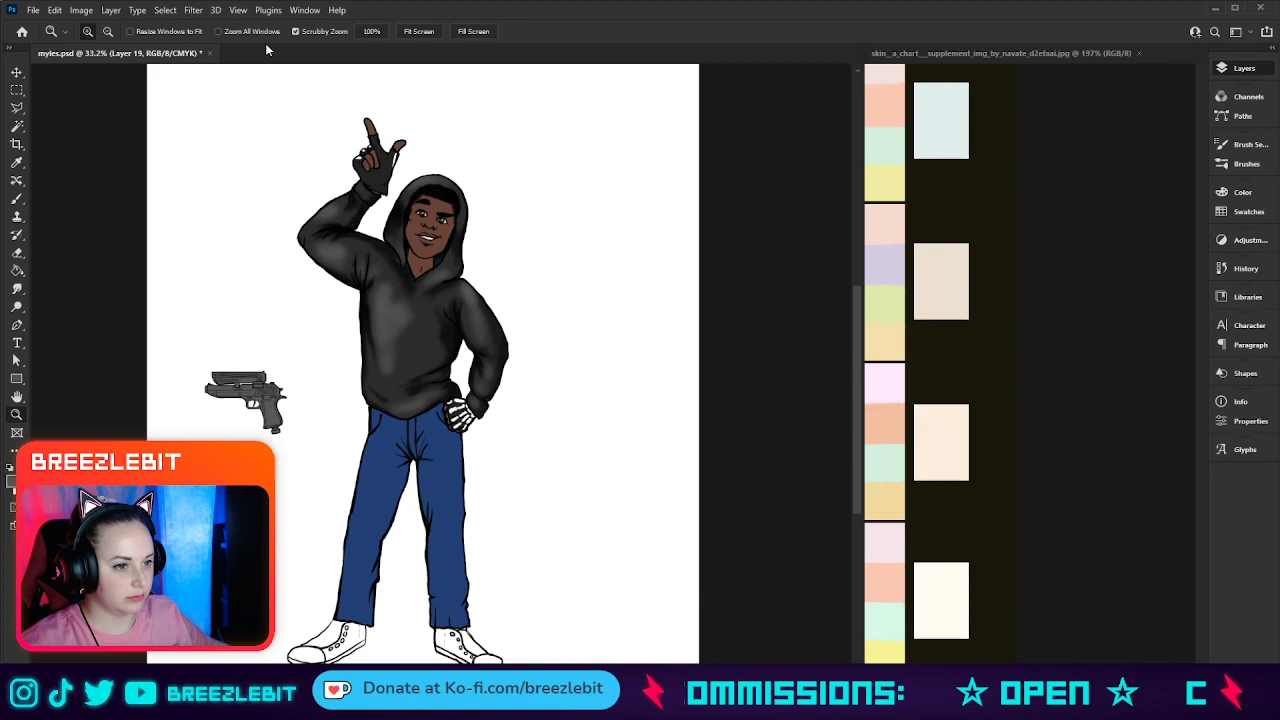 Ps File Edit Image Layer Type Select Filter 3D View Plugins Window Help
Resize Windows to Fit Zoom All Windows Scrubby Zoom 100% Fit Screen Fill Screen
myles.psd @ 33.2% (Layer 19, RGB/8/CMYK) * ×
skin__a_chart__supplement_img_by_navate_d2efaai.jpg @ 197% (RGB/8) ×
Layers
Channels
Paths
Brush Se...
Brushes
Color
Swatches
Adjustm...
History
Libraries
Character
Paragraph
Shapes
Info
Properties
Glyphs
BREEZLEBIT
BREEZLEBIT
Donate at Ko-fi.com/breezlebit
OMMISSIONS: ☆ OPEN ☆ C